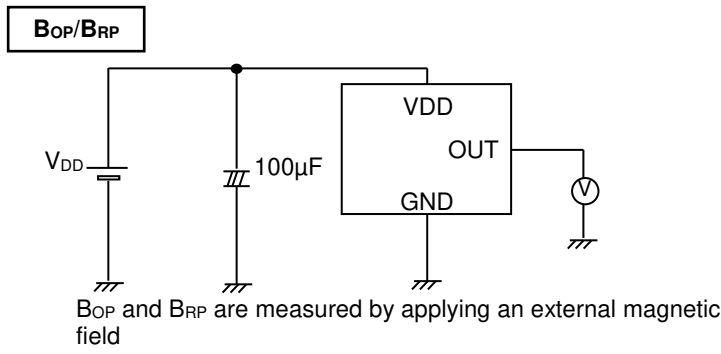 BOP/BRP
VDD
100µF
VDD
OUT
GND
V
BOP and BRP are measured by applying an external magnetic
field